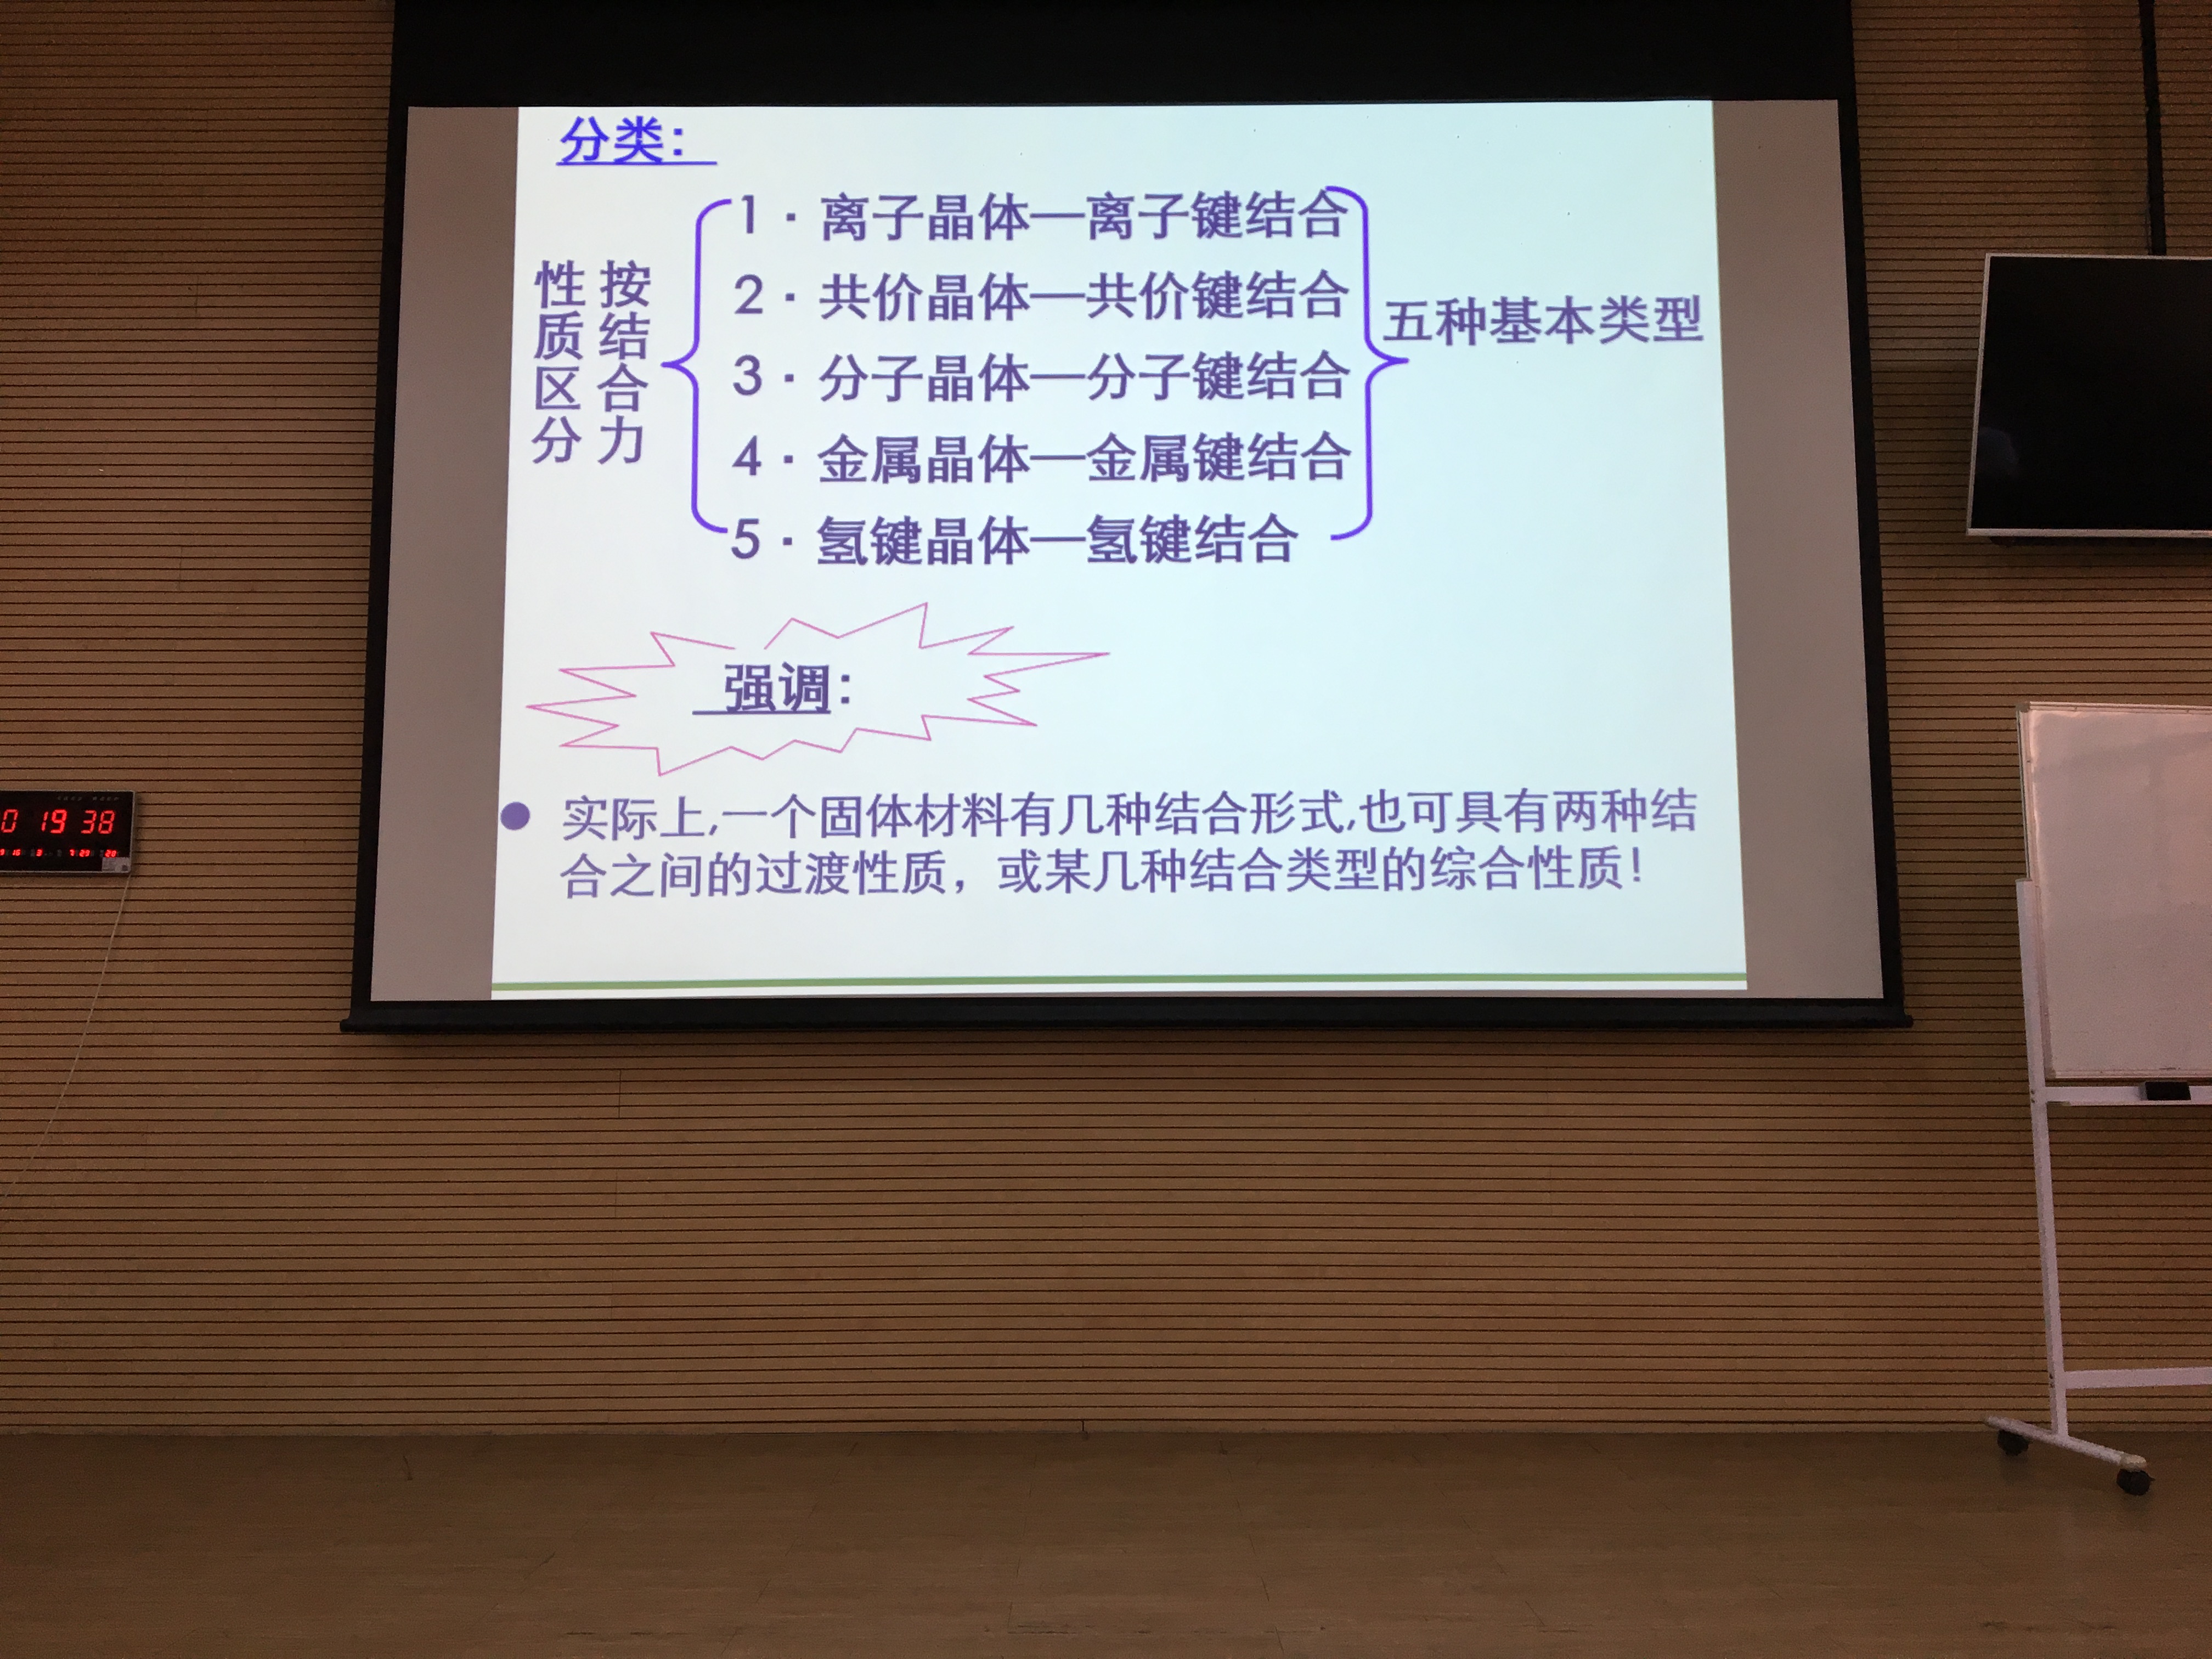 分类：
按结合力
性质区分
1·离子晶体—离子键结合
2·共价晶体—共价键结合
3·分子晶体—分子键结合
4·金属晶体—金属键结合
5·氢键晶体—氢键结合
五种基本类型
强调：
实际上,一个固体材料有几种结合形式,也可具有两种结
合之间的过渡性质，或某几种结合类型的综合性质！
0 19 38